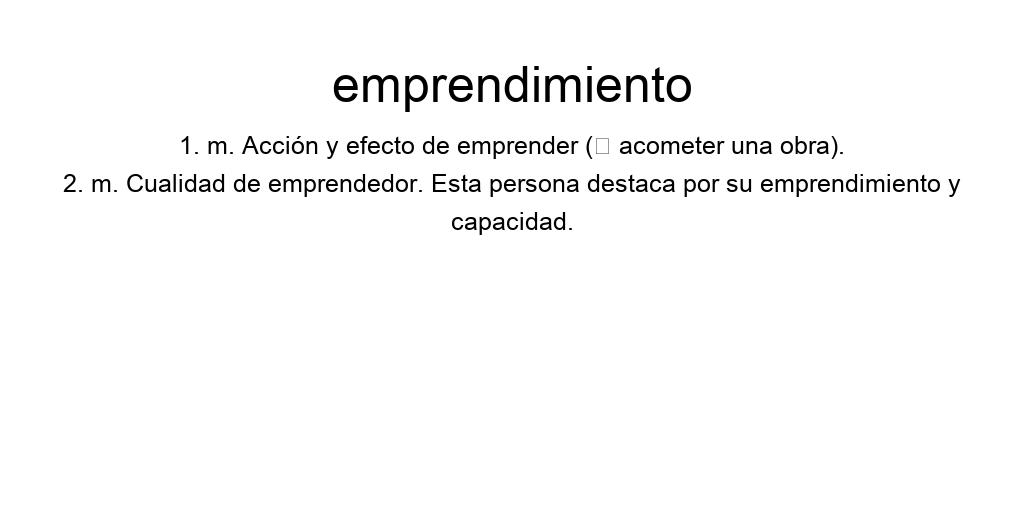 emprendimiento
1. m. Acción y efecto de emprender (□ acometer una obra).
2. m. Cualidad de emprendedor. Esta persona destaca por su emprendimiento y
capacidad.